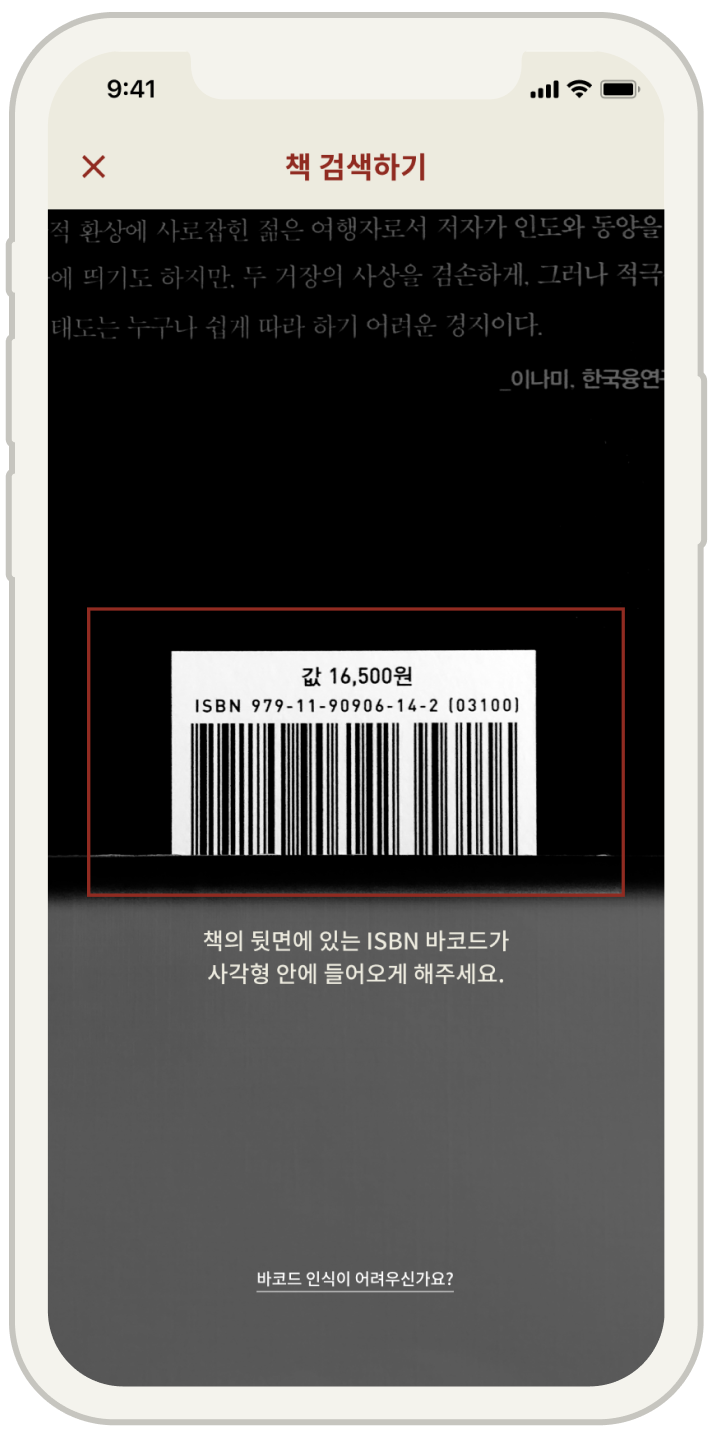 9:41
책 검색하기
적 환상에 사로잡힌 젊은 여행자로서 저자가 인도와 동양을
에 띄기도 하지만, 두 거장의 사상을 겸손하게, 그러나 적극
태도는 누구나 쉽게 따라 하기 어려운 경지이다.
_이나미, 한국융연구
값 16,500원
ISBN 979-11-90906-14-2 (03100)
책의 뒷면에 있는 ISBN 바코드가
사각형 안에 들어오게 해주세요.
바코드 인식이 어려우신가요?